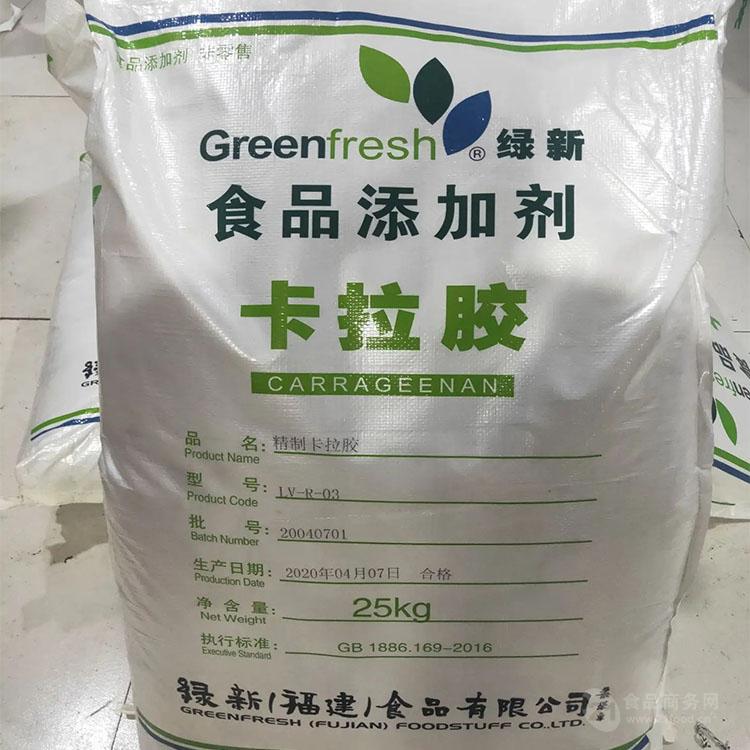 食品添加剂 非零售
Greenfresh® 绿新
食品添加剂
卡拉胶
CARRAGEENAN
品名: 精制卡拉胶
Product Name
型号: LV-R-03
Product Code
批号: 20040701
Batch Number
生产日期: 2020年04月07日 合格
Production Date
净含量: 25kg
Net Weight
执行标准: GB 1886.169-2016
Executive Standard
绿新(福建)食品有限公司
GREENFRESH (FUJIAN) FOODSTUFF CO.,LTD.
食品商务网